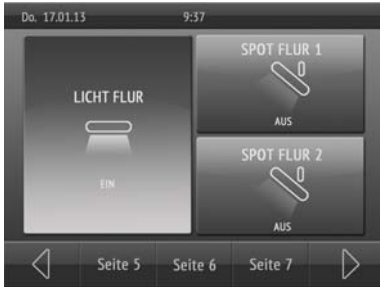 Do. 17.01.13 9:37
LICHT FLUR
EIN
SPOT FLUR 1
AUS
SPOT FLUR 2
AUS
Seite 5 Seite 6 Seite 7